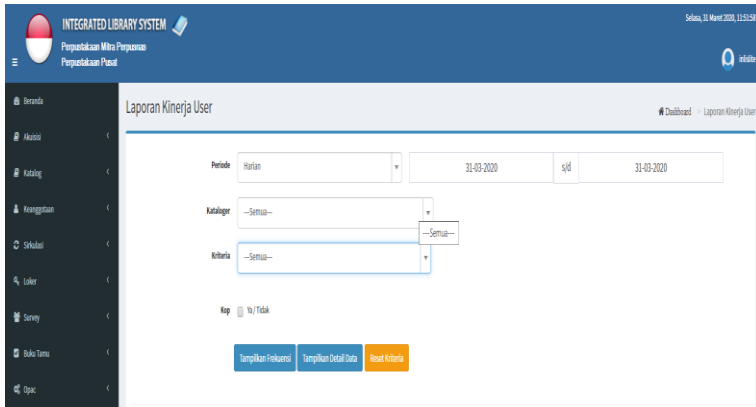 INTEGRATED LIBRARY SYSTEM
Selasa, 31 Maret 2020, 11:51:58
Perpustakaan Mitra Perpusnas
Perpustakaan Pusat
inlislite
Beranda
Laporan Kinerja User
Dashboard > Laporan Kinerja User
Akuisisi
Periode Harian 31-03-2020 s/d 31-03-2020
Katalog
Keanggotaan
Kataloger ---Semua---
---Semua---
Sirkulasi
Kriteria ---Semua---
Loker
Kop Ya / Tidak
Survey
Buku Tamu
Tampilkan Frekuensi Tampilkan Detail Data Reset Kriteria
Opac